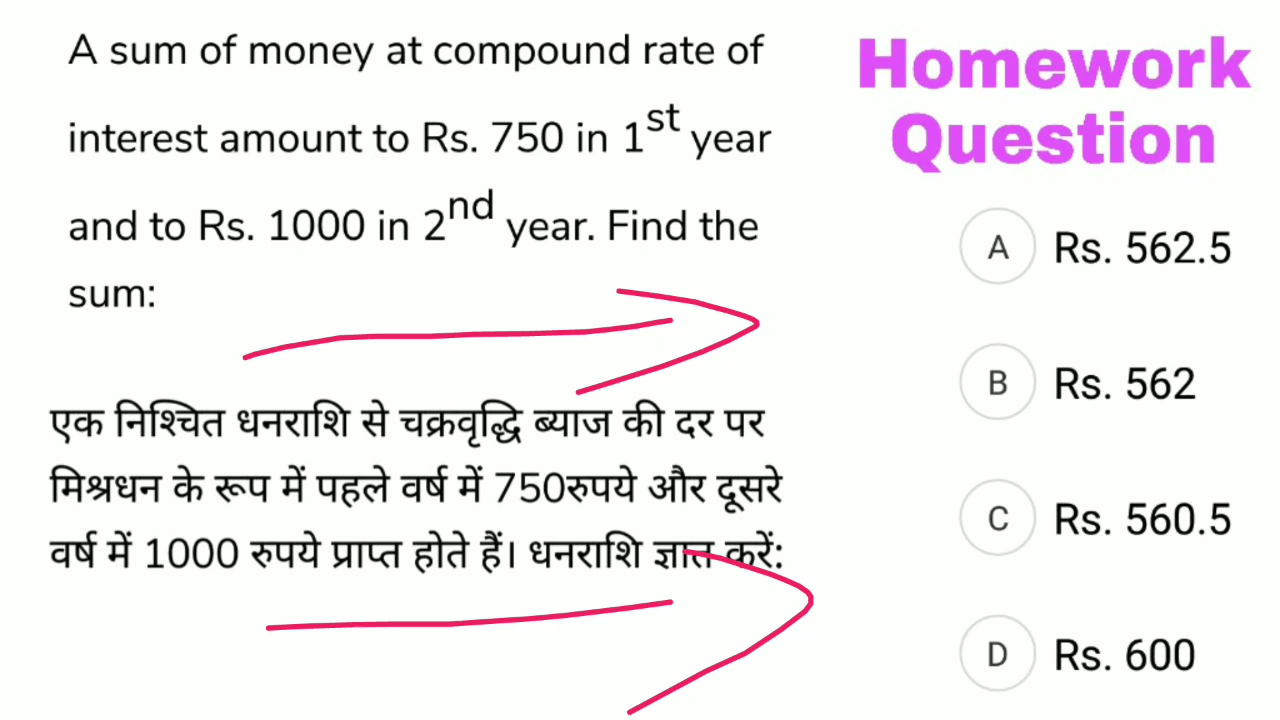 A sum of money at compound rate of
interest amount to Rs. 750 in 1st year
and to Rs. 1000 in 2nd year. Find the
sum:
एक निश्चित धनराशि से चक्रवृद्धि ब्याज की दर पर
मिश्रधन के रूप में पहले वर्ष में 750रुपये और दूसरे
वर्ष में 1000 रुपये प्राप्त होते हैं। धनराशि ज्ञात करें:
Homework
Question
A Rs. 562.5
B Rs. 562
C Rs. 560.5
D Rs. 600